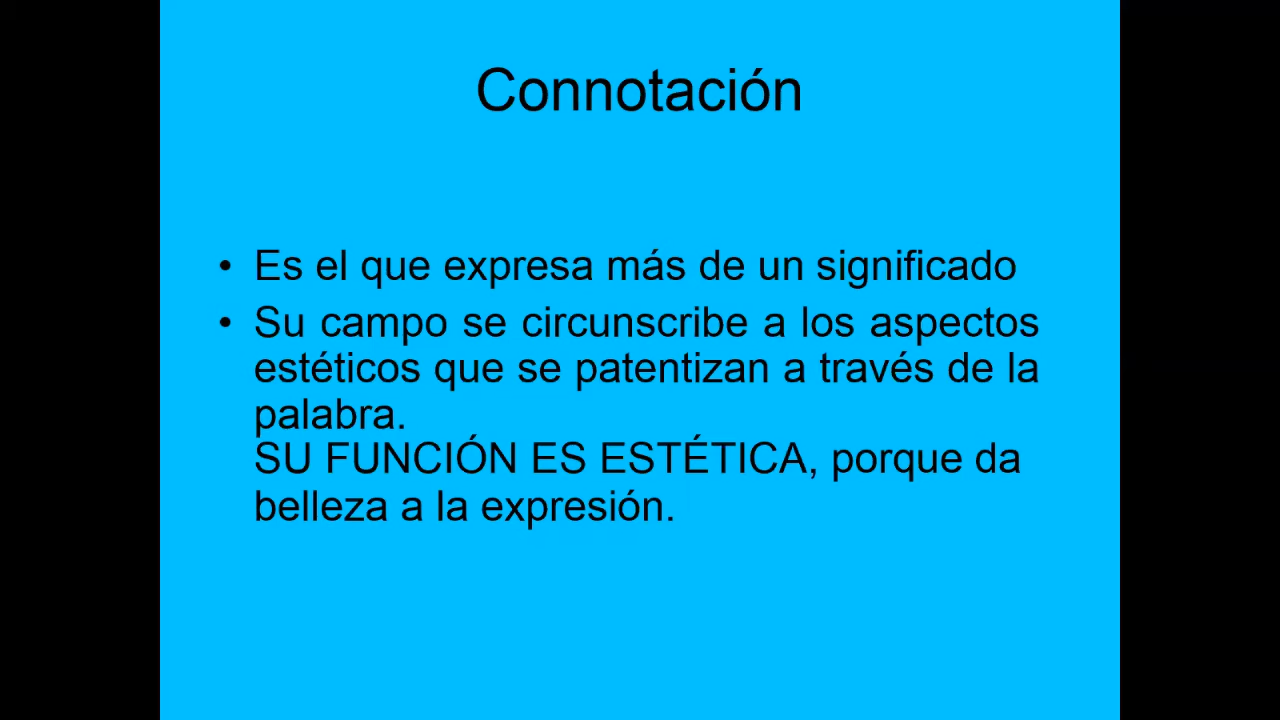 Connotación
• Es el que expresa más de un significado
• Su campo se circunscribe a los aspectos
estéticos que se patentizan a través de la
palabra.
SU FUNCIÓN ES ESTÉTICA, porque da
belleza a la expresión.